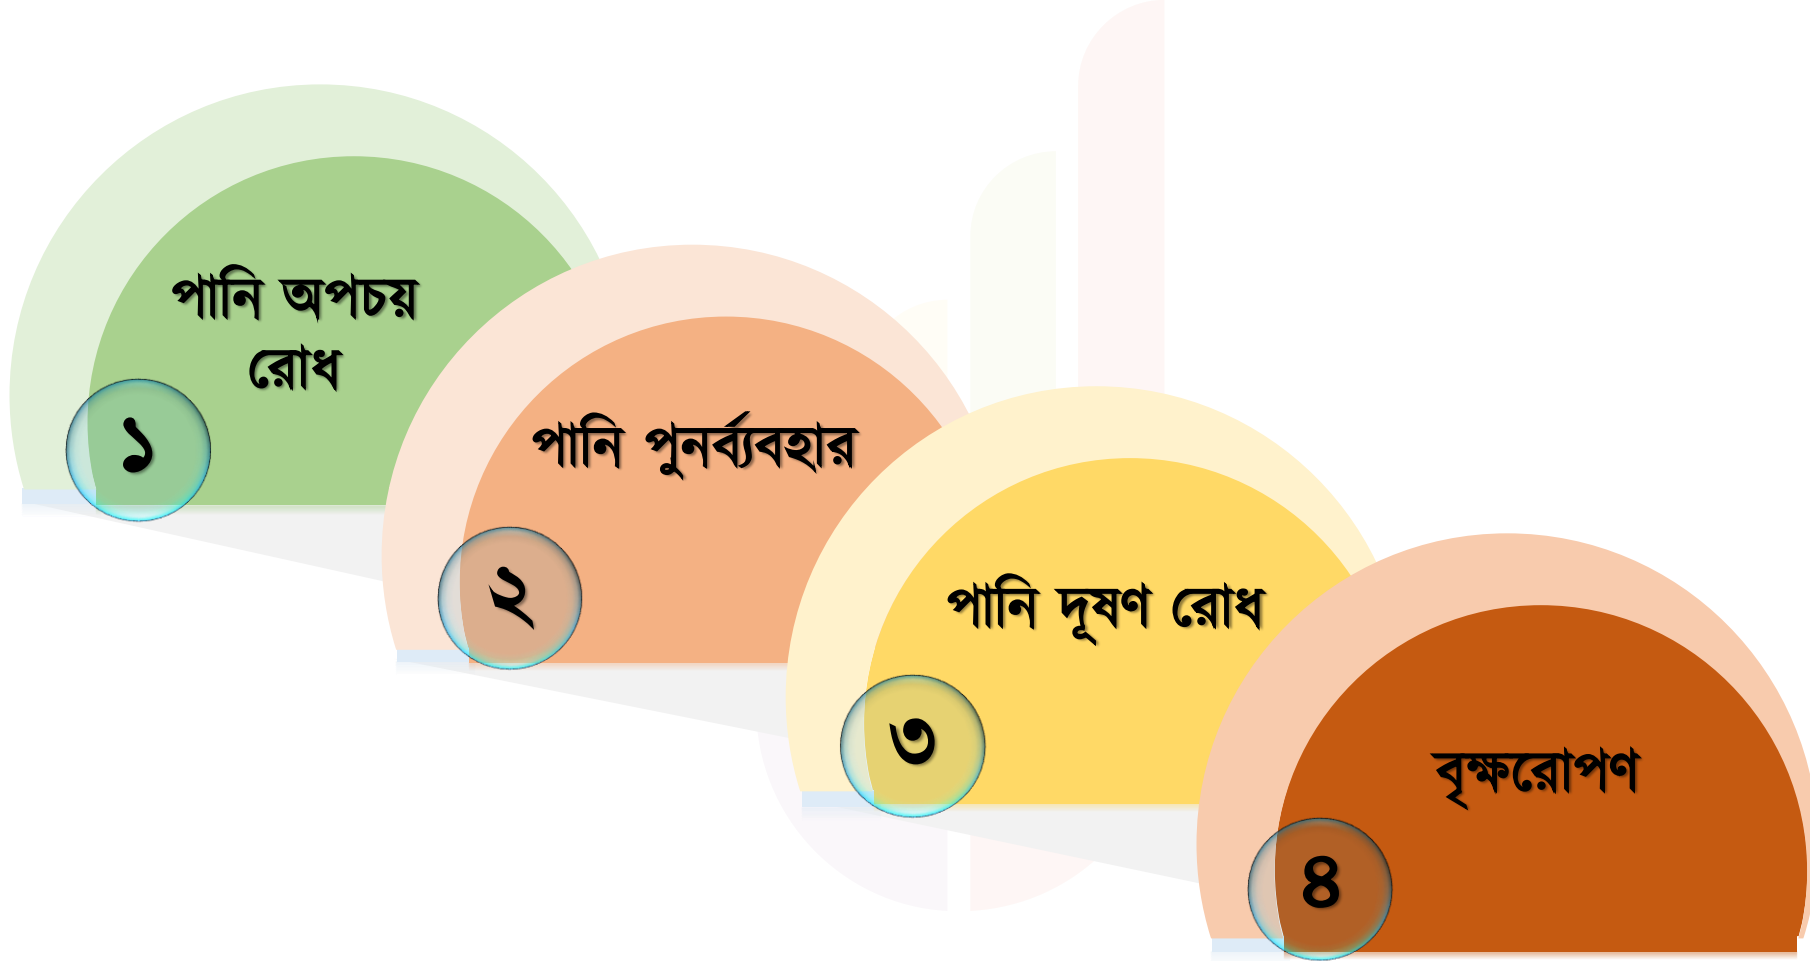 পানি অপচয়
রোধ
১
পানি পুনর্ব্যবহার
২
পানি দূষণ রোধ
৩
বৃক্ষরোপণ
৪